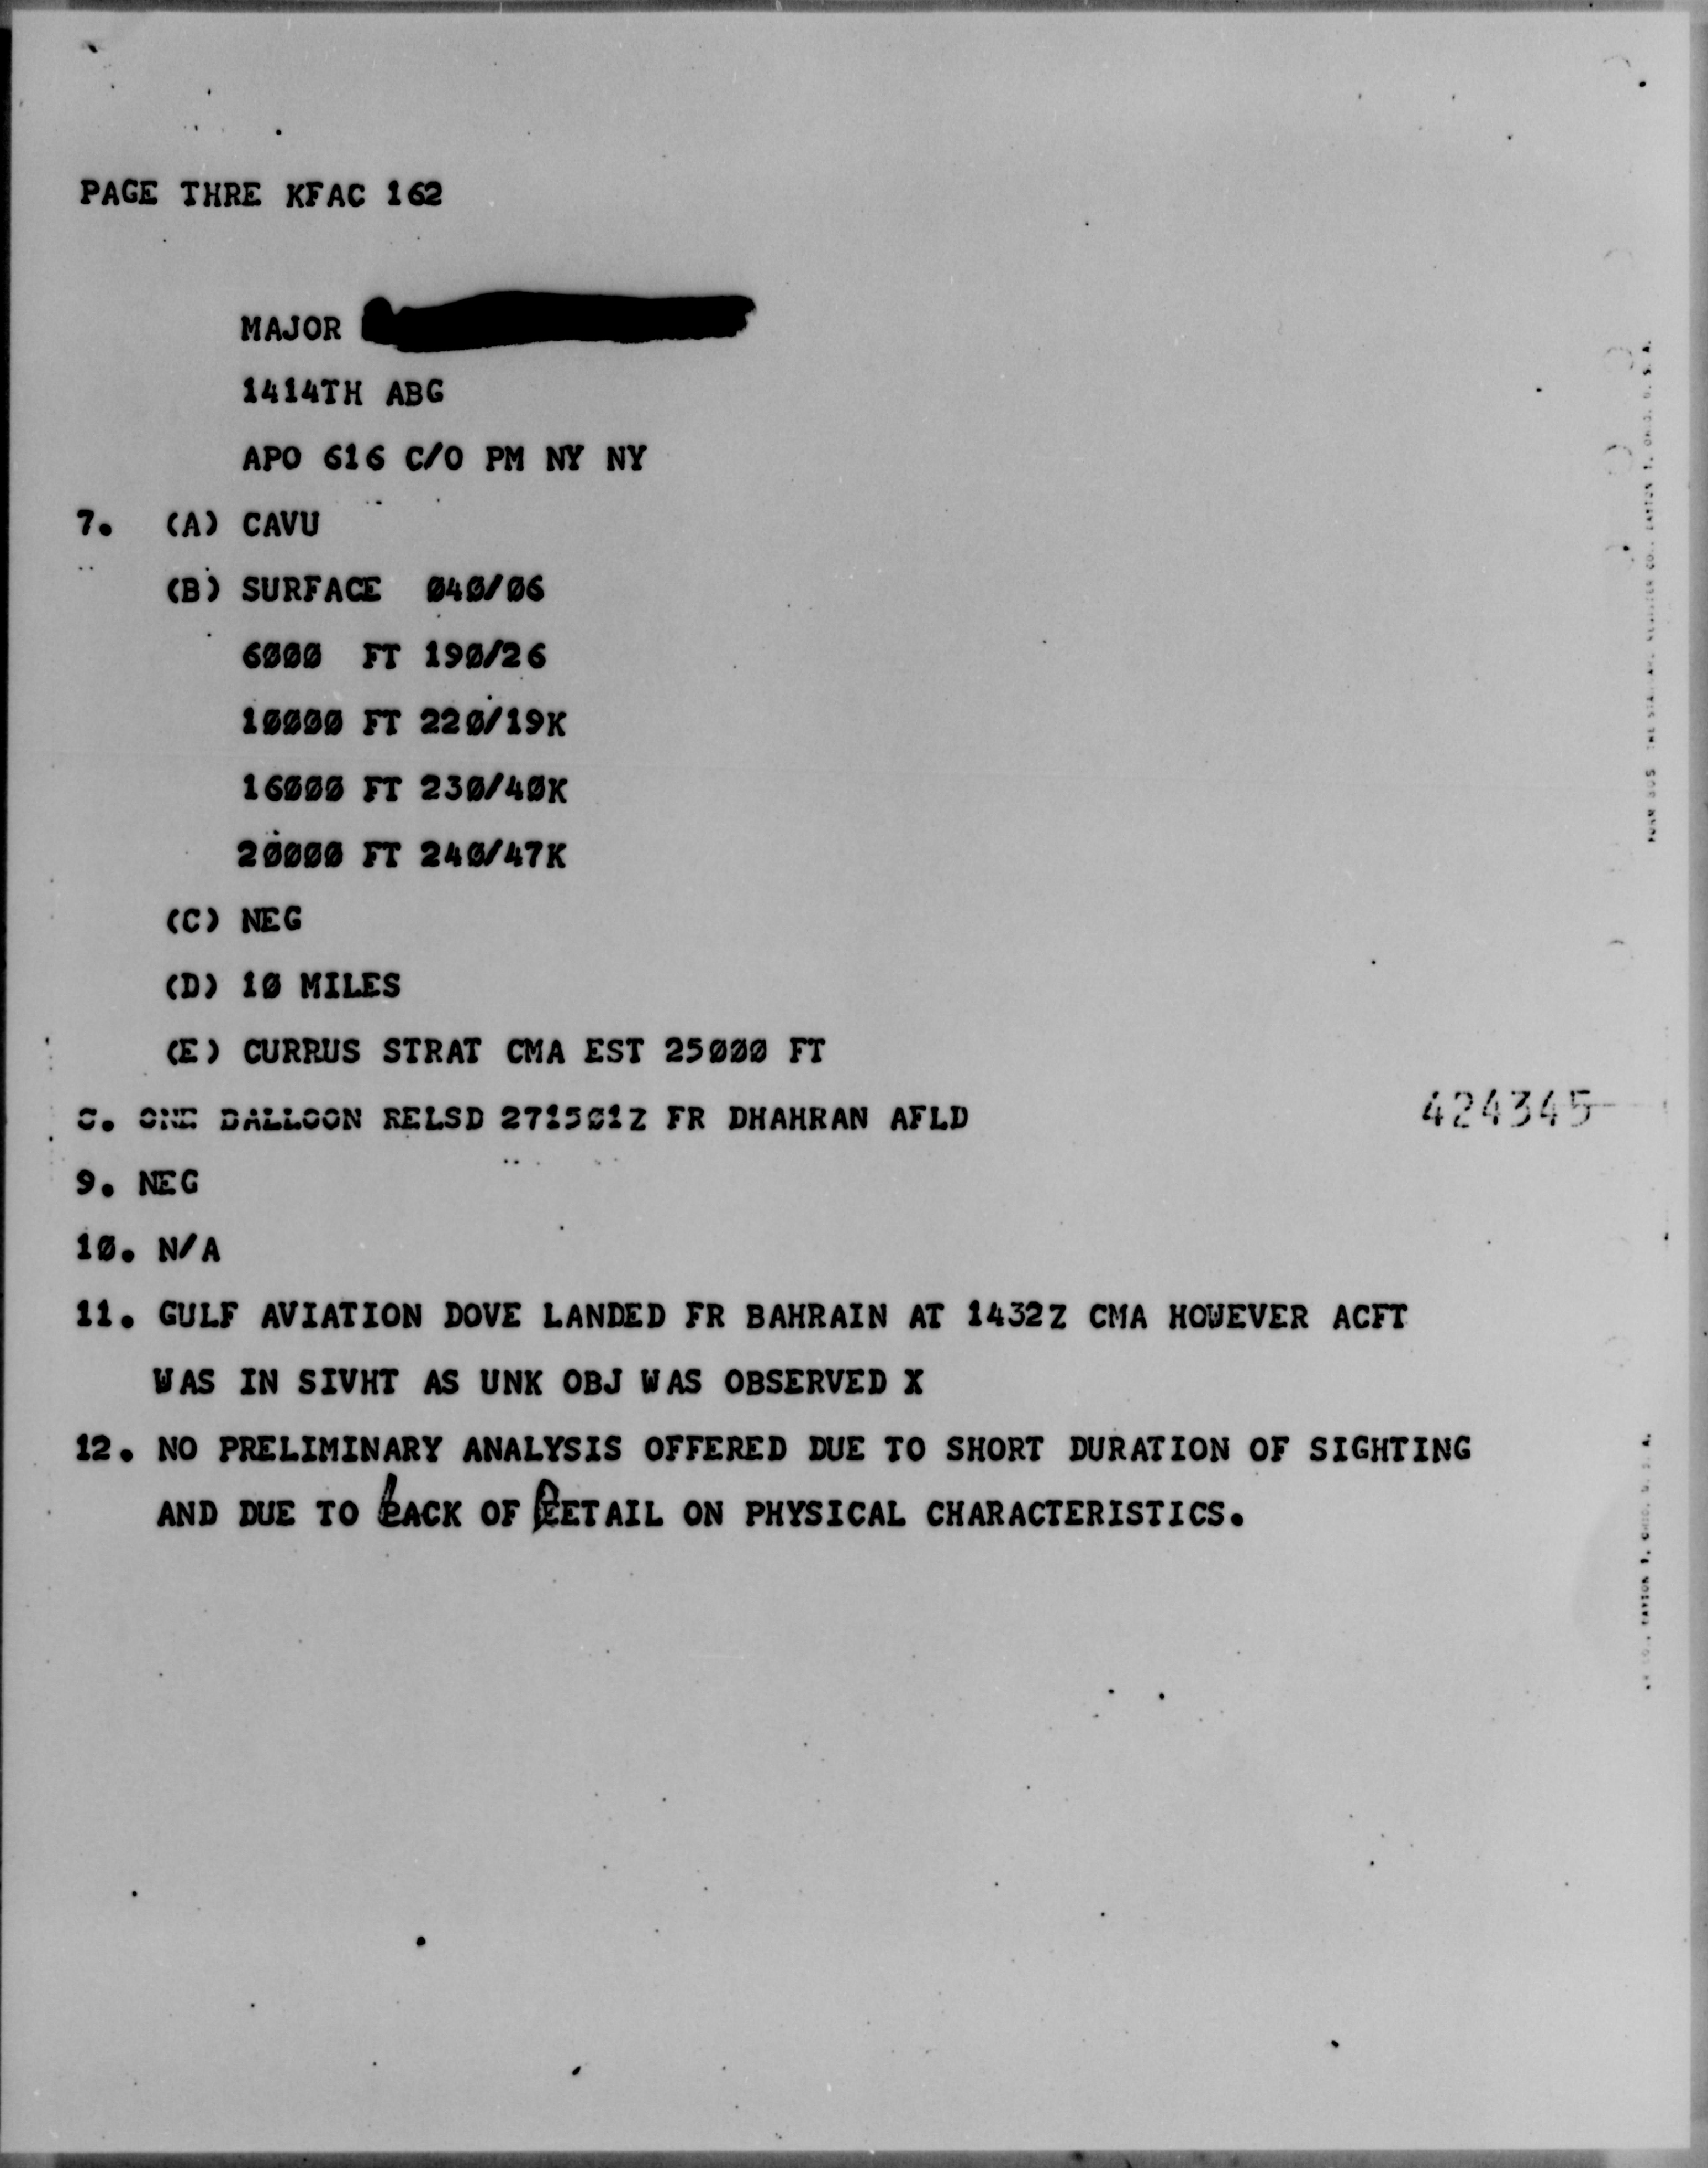 PAGE THRE KFAC 162
MAJOR
1414TH ABG
APO 616 C/O PM NY NY
7. (A) CAVU
(B) SURFACE 040/06
6000 FT 190/26
10000 FT 220/19K
16000 FT 230/40K
20000 FT 240/47K
(C) NEG
(D) 10 MILES
(E) CURRUS STRAT CMA EST 25000 FT
8. ONE BALLOON RELSD 271501Z FR DHAHRAN AFLD
424345
9. NEG
10. N/A
11. GULF AVIATION DOVE LANDED FR BAHRAIN AT 1432Z CMA HOWEVER ACFT
WAS IN SIVHT AS UNK OBJ WAS OBSERVED X
12. NO PRELIMINARY ANALYSIS OFFERED DUE TO SHORT DURATION OF SIGHTING
AND DUE TO LACK OF DETAIL ON PHYSICAL CHARACTERISTICS.